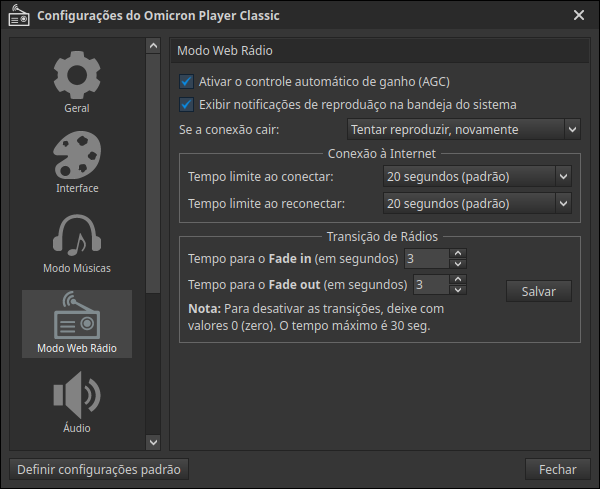 Configurações do Omicron Player Classic
Geral
Interface
Modo Músicas
Modo Web Rádio
Áudio
Modo Web Rádio
Ativar o controle automático de ganho (AGC)
Exibir notificações de reproduăço na bandeja do sistema
Se a conexão cair:
Tentar reproduzir, novamente
Conexão à Internet
Tempo limite ao conectar:
20 segundos (padrão)
Tempo limite ao reconectar:
20 segundos (padrão)
Transição de Rádios
Tempo para o Fade in (em segundos)
3
Tempo para o Fade out (em segundos)
3
Salvar
Nota: Para desativar as transições, deixe com
valores 0 (zero). O tempo máximo é 30 seg.
Definir configurações padrão
Fechar